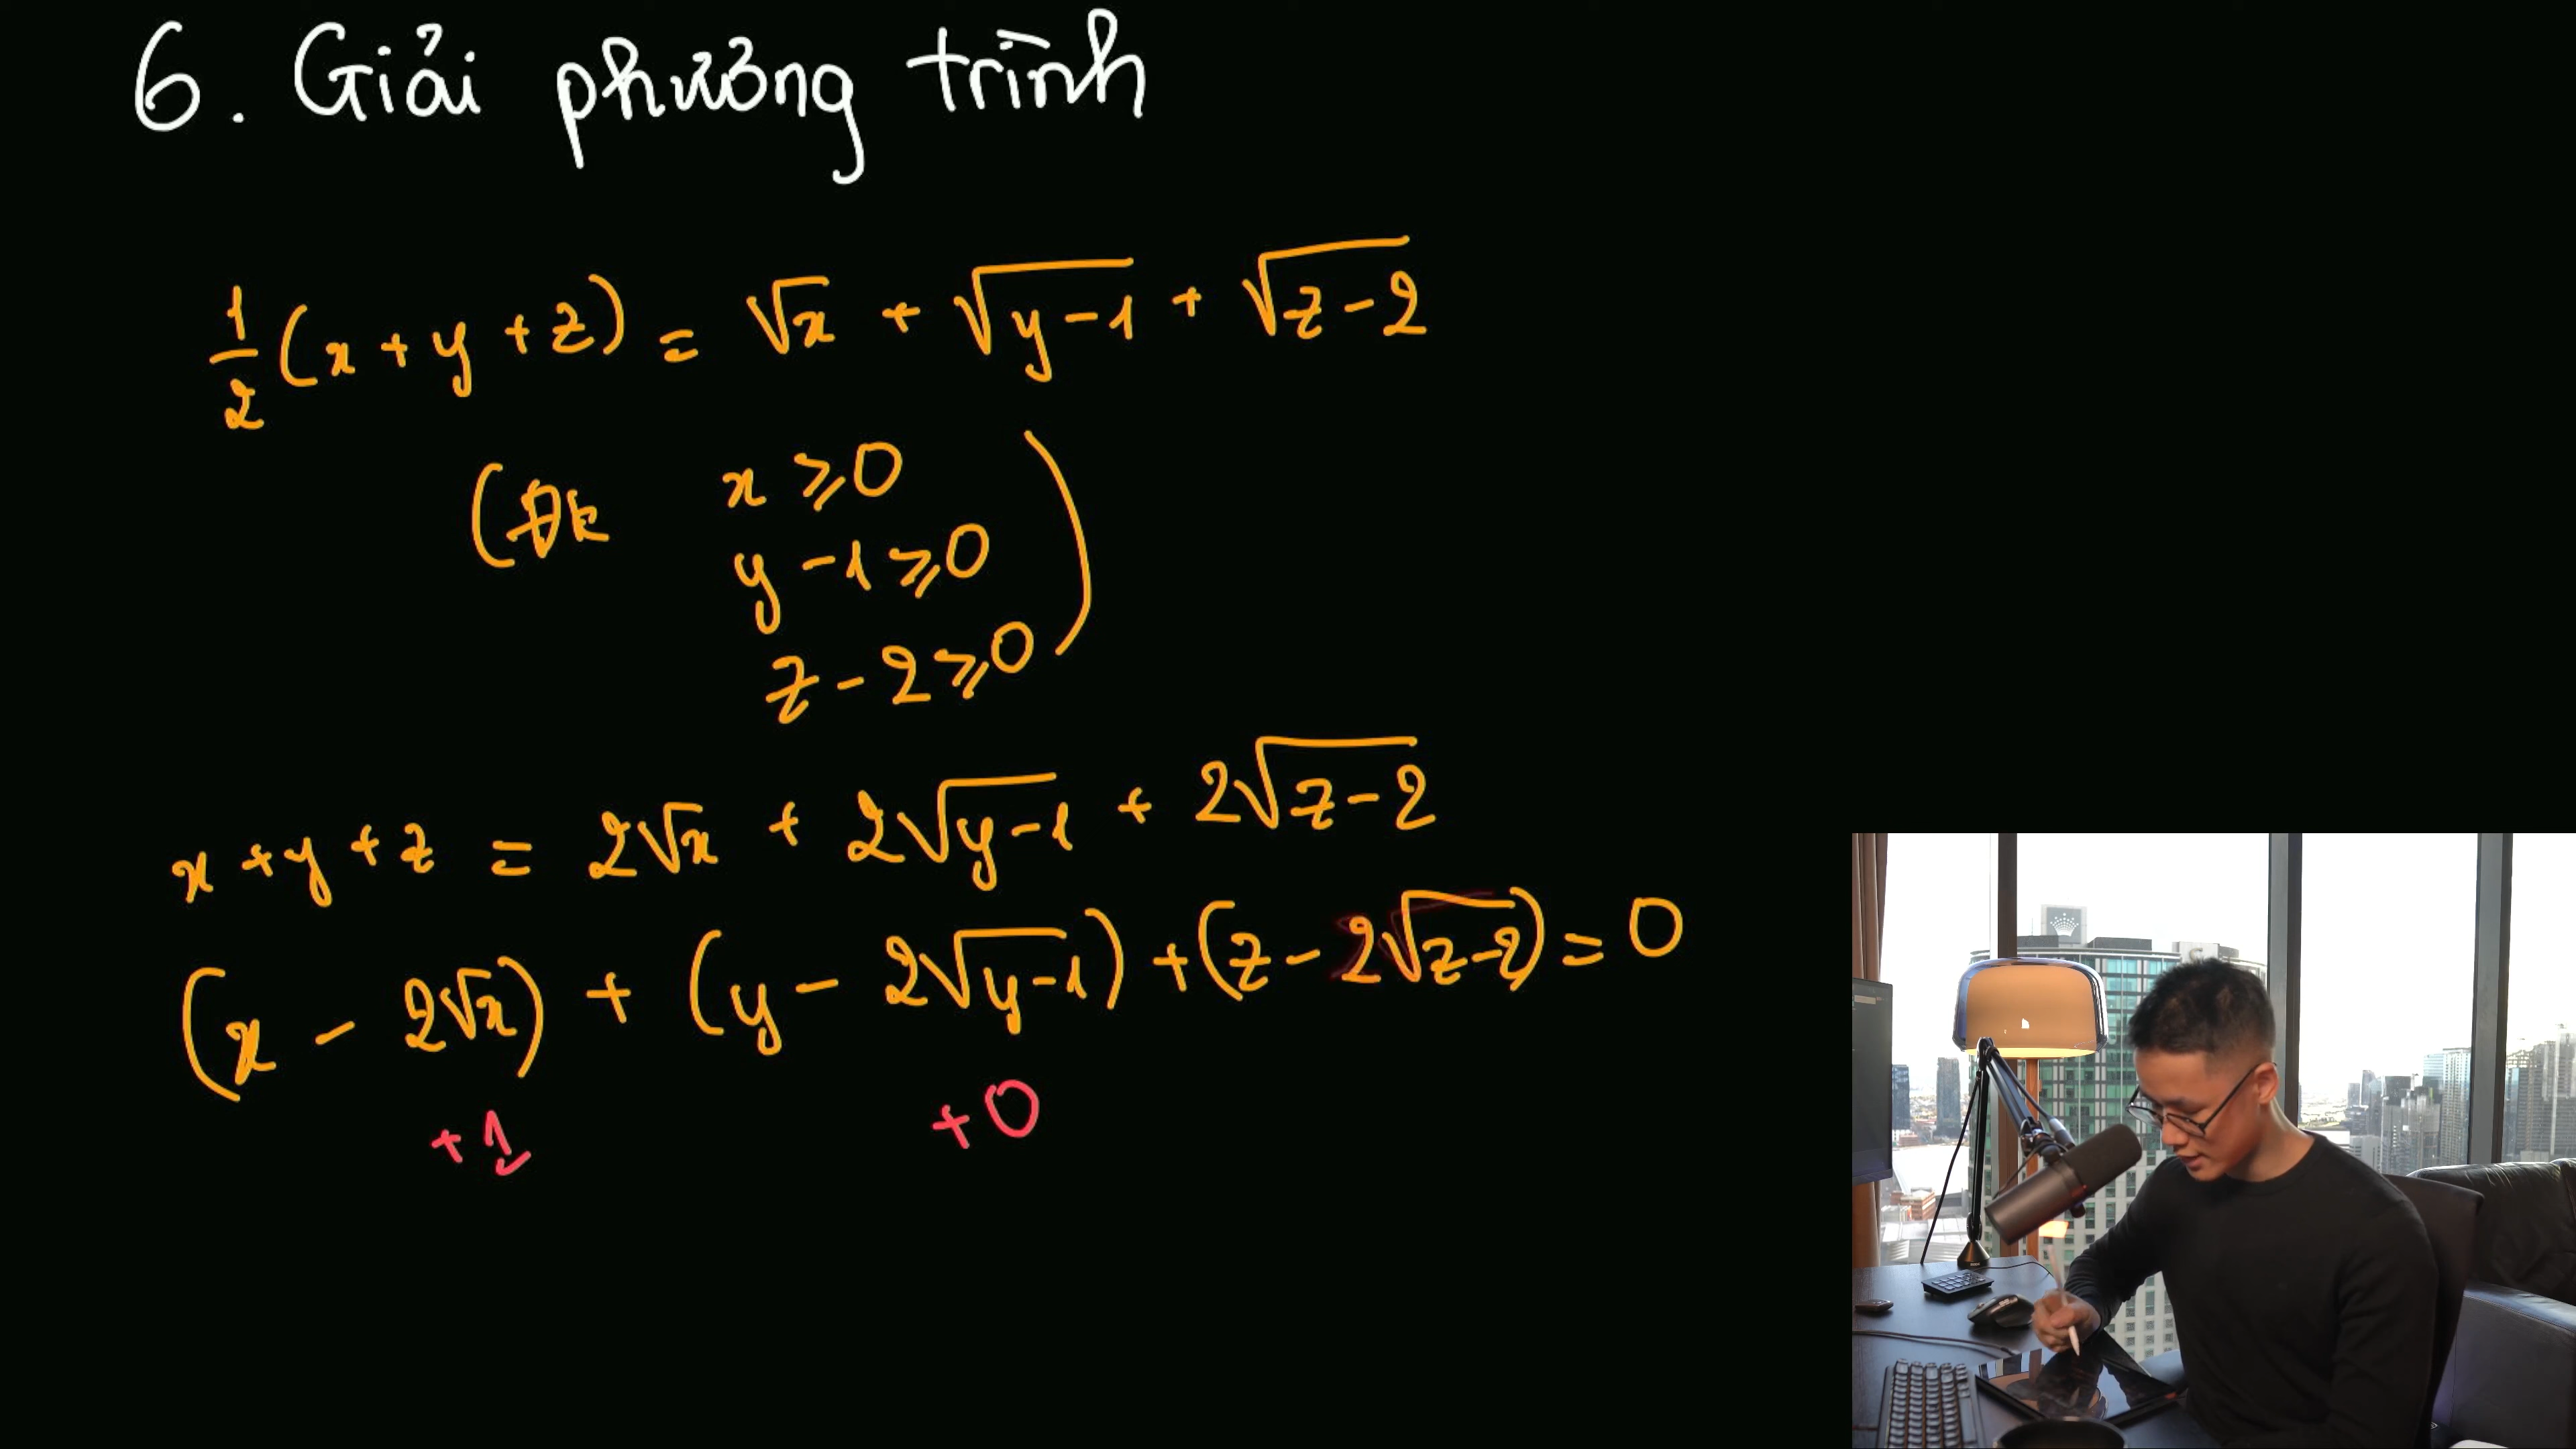 6. Giải phương trình
1/2 (x + y + z) = √x + √(y-1) + √(z-2)
(Đk x ⩾ 0
y - 1 ⩾ 0
z - 2 ⩾ 0)
x + y + z = 2√x + 2√(y-1) + 2√(z-2)
(x - 2√x) + (y - 2√(y-1)) + (z - 2√(z-2)) = 0
+ 1 + 0